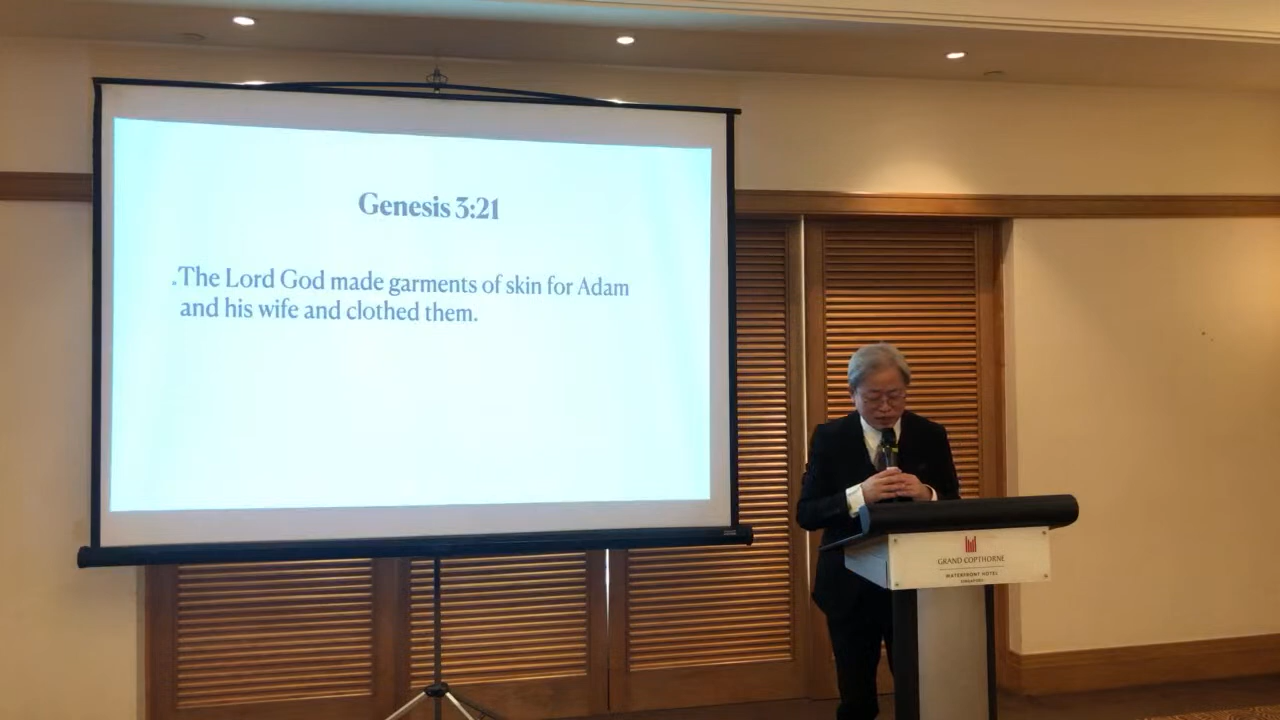 Genesis 3:21
.The Lord God made garments of skin for Adam
and his wife and clothed them.
GRAND COPTHORNE
WATERFRONT HOTEL
SINGAPORE